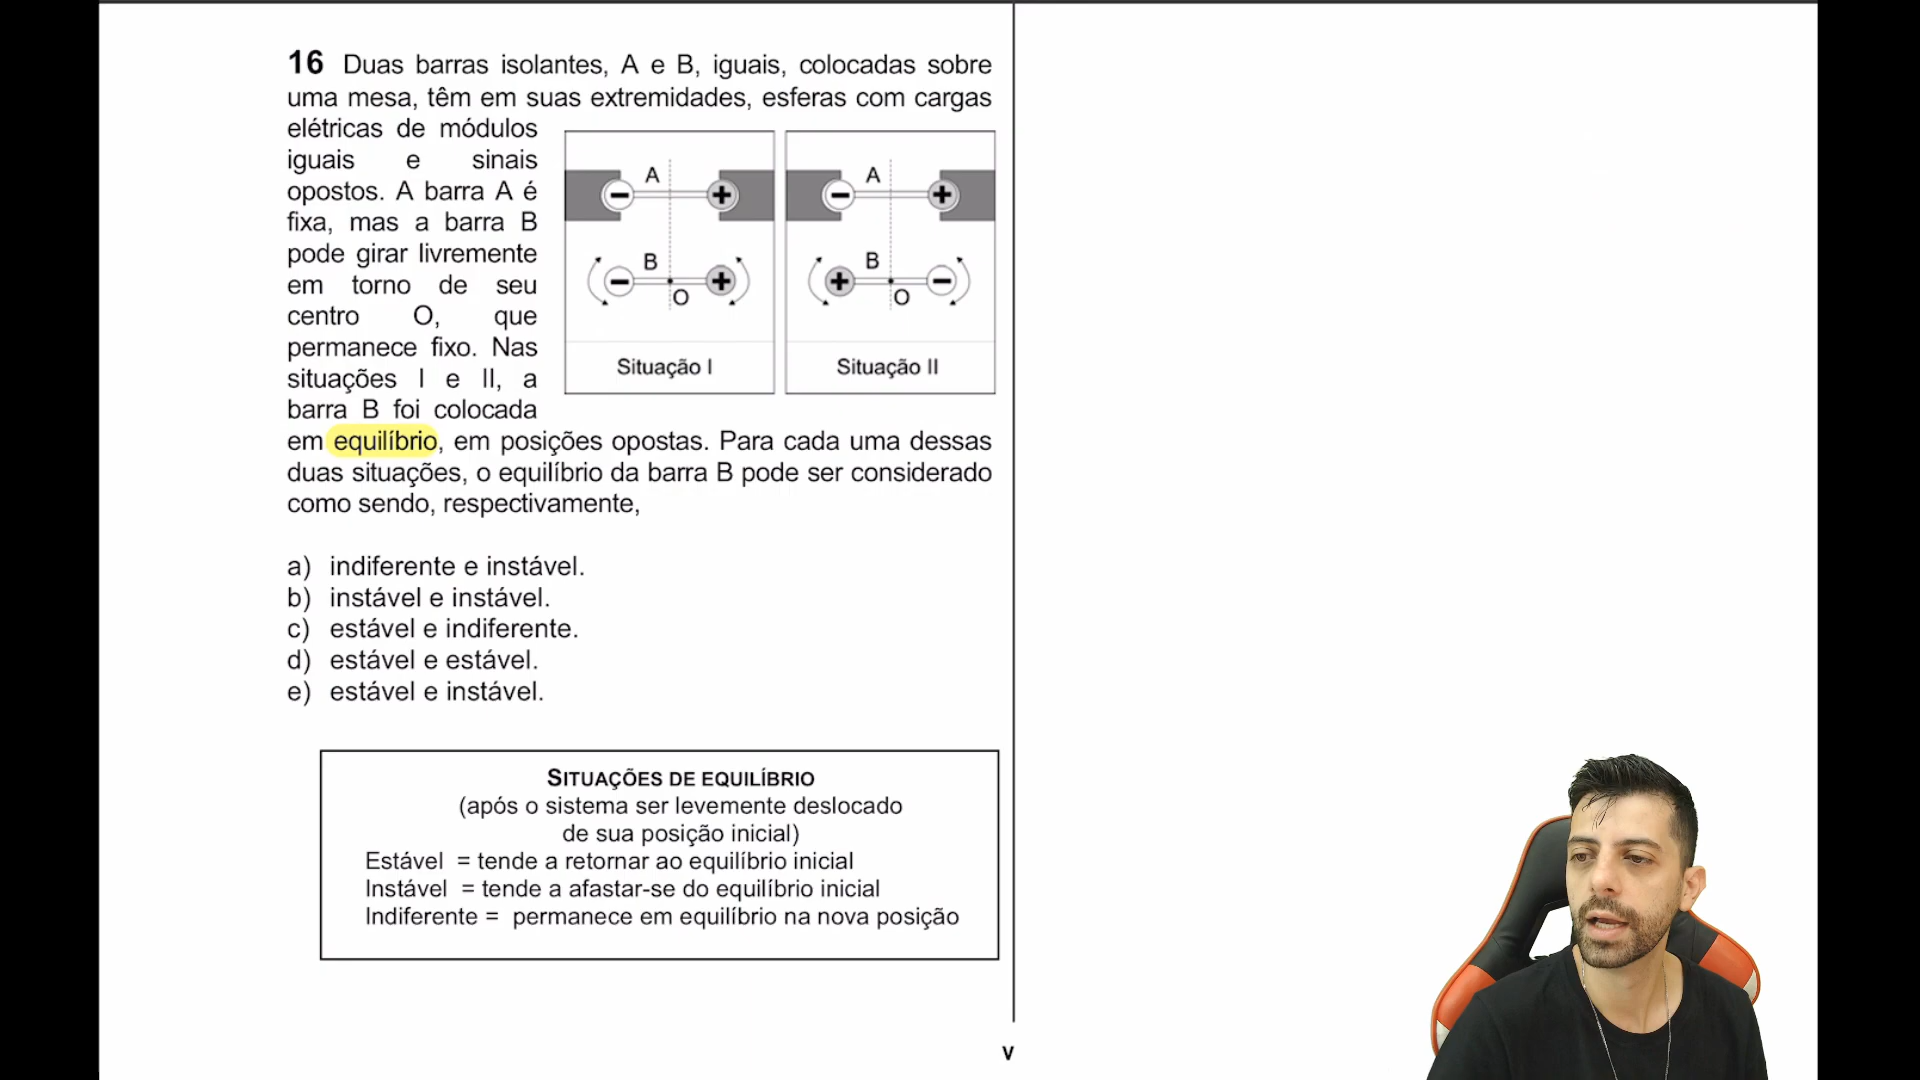 16 Duas barras isolantes, A e B, iguais, colocadas sobre
uma mesa, têm em suas extremidades, esferas com cargas
elétricas de módulos
iguais e sinais
opostos. A barra A é
fixa, mas a barra B
pode girar livremente
em torno de seu
centro O, que
permanece fixo. Nas
situações I e II, a
barra B foi colocada
em equilíbrio, em posições opostas. Para cada uma dessas
duas situações, o equilíbrio da barra B pode ser considerado
como sendo, respectivamente,
A
− +
B
− +
O
Situação I
A
− +
B
+ −
O
Situação II
a) indiferente e instável.
b) instável e instável.
c) estável e indiferente.
d) estável e estável.
e) estável e instável.
SITUAÇÕES DE EQUILÍBRIO
(após o sistema ser levemente deslocado
de sua posição inicial)
Estável = tende a retornar ao equilíbrio inicial
Instável = tende a afastar-se do equilíbrio inicial
Indiferente = permanece em equilíbrio na nova posição
V